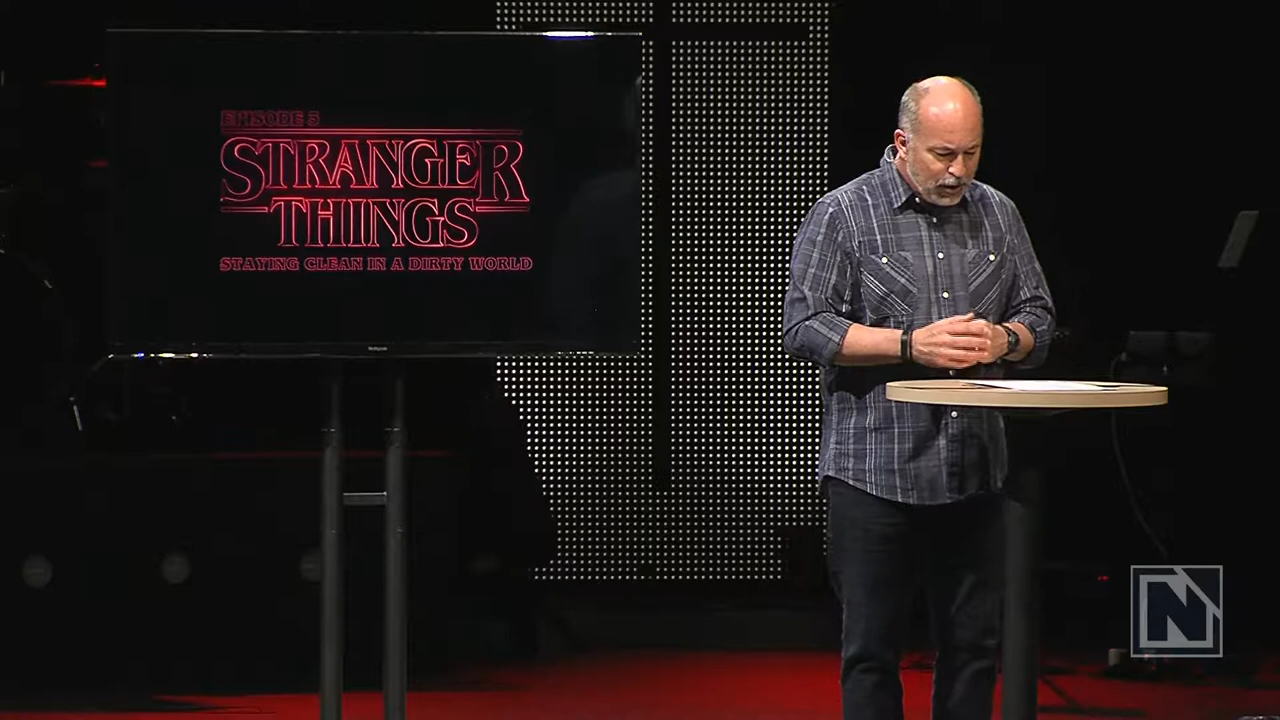 EPISODE 5
STRANGER
THINGS
STAYING CLEAN IN A DIRTY WORLD
N